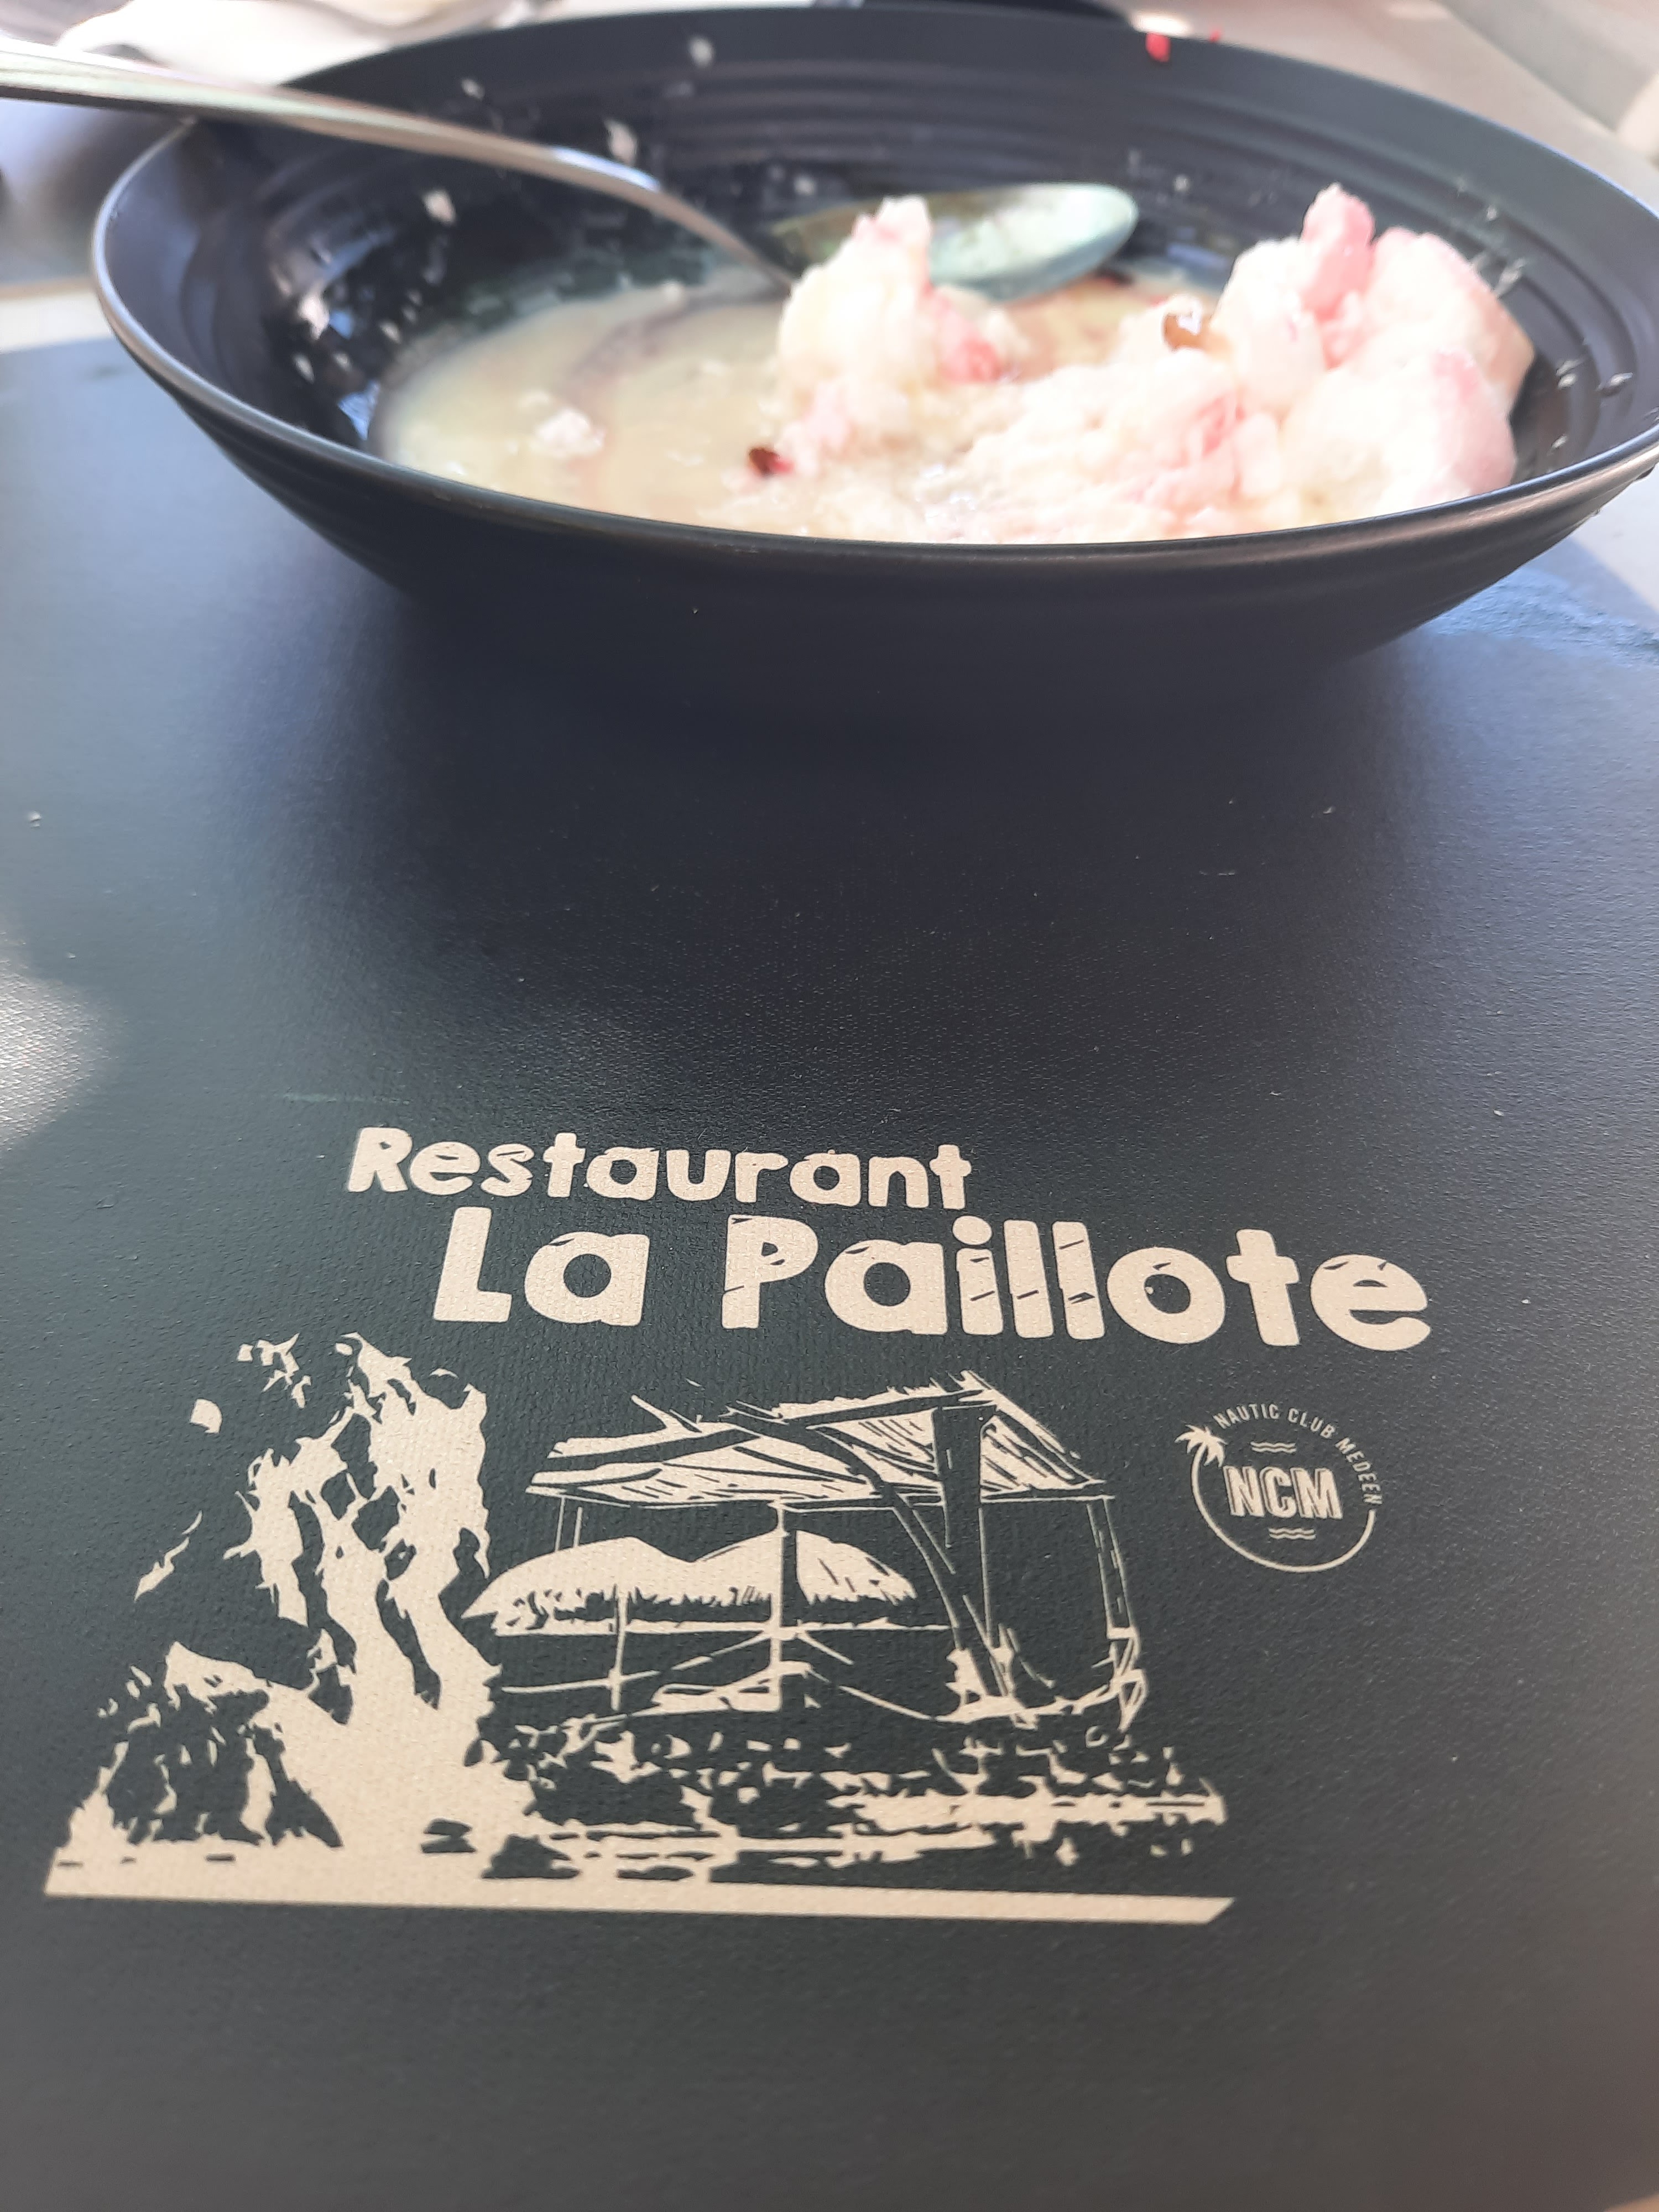 Restaurant
La Paillote
NAUTIC CLUB MEDEEN
NCM